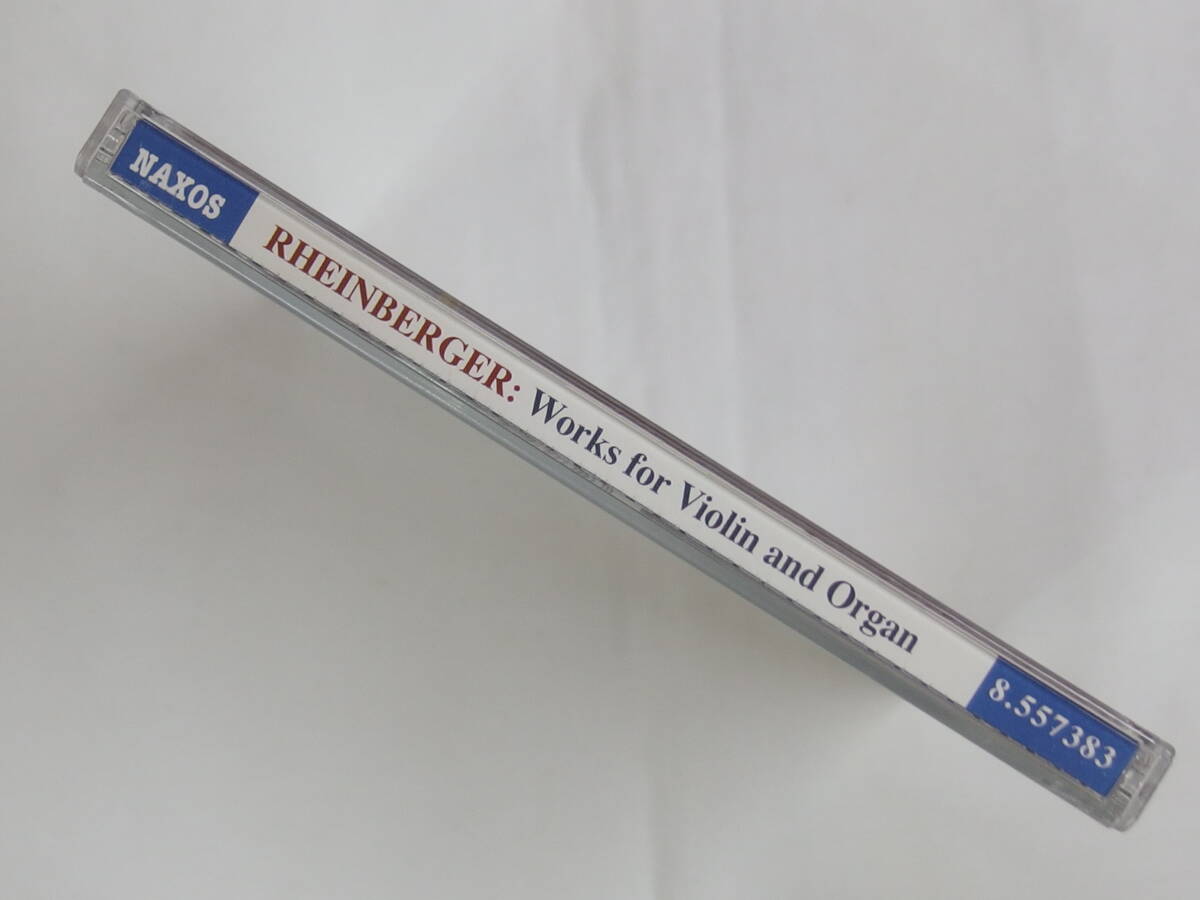 NAXOS
RHEINBERGER: Works for Violin and Organ
8.557383